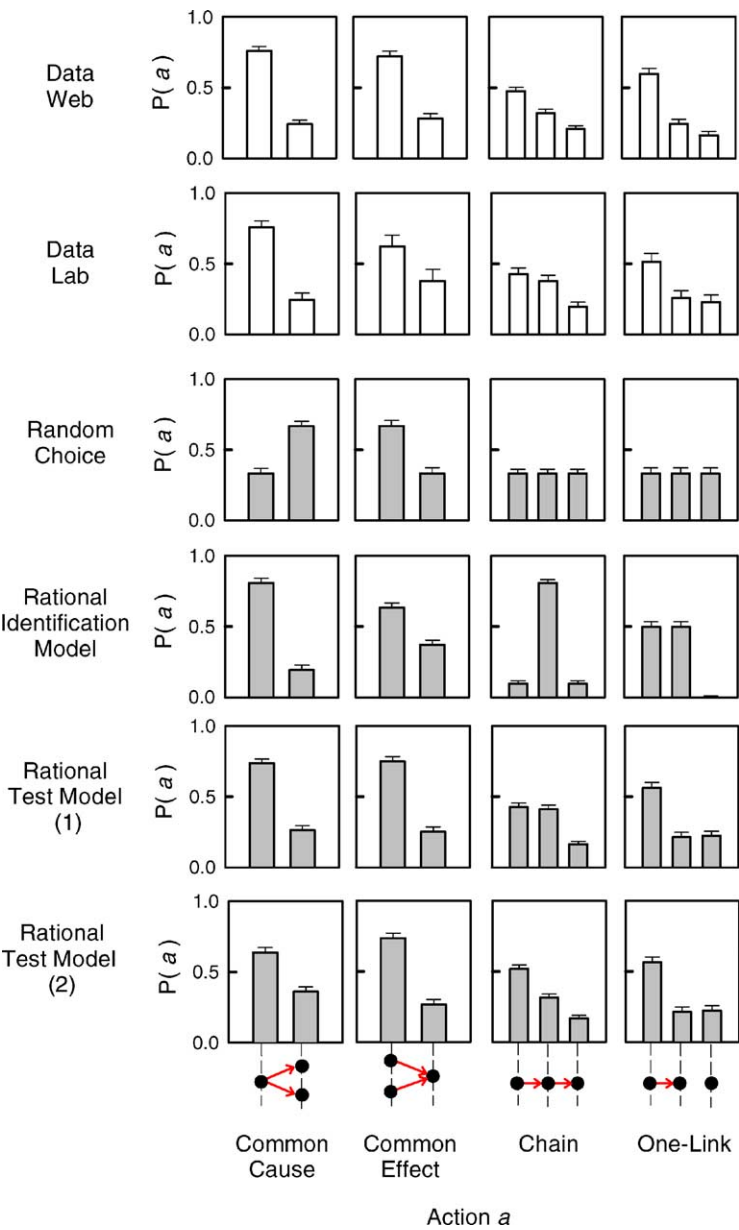 Data
Web
P( a )
1.0
0.5
0.0
Data
Lab
P( a )
1.0
0.5
0.0
Random
Choice
P( a )
1.0
0.5
0.0
Rational
Identification
Model
P( a )
1.0
0.5
0.0
Rational
Test Model
(1)
P( a )
1.0
0.5
0.0
Rational
Test Model
(2)
P( a )
1.0
0.5
0.0
Common
Cause
Common
Effect
Chain
One-Link
Action a